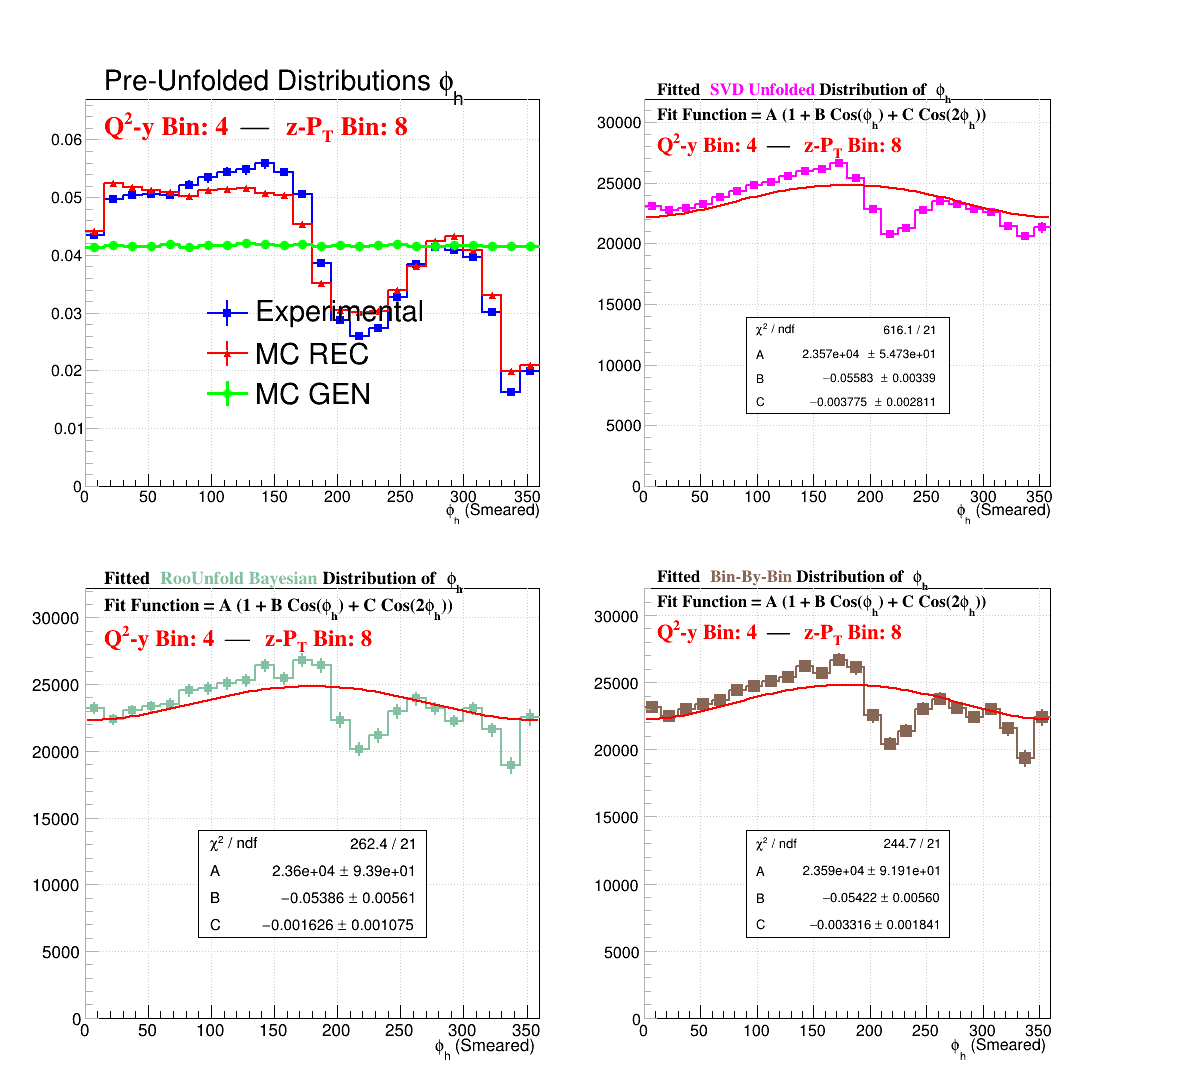 Pre-Unfolded Distributions ϕh
Q²-y Bin: 4 — z-PT Bin: 8
0.06
0.05
0.04
0.03
0.02
0.01
0
Experimental
MC REC
MC GEN
0 50 100 150 200 250 300 350
ϕh (Smeared)
Fitted SVD Unfolded Distribution of ϕh
Fit Function = A (1 + B Cos(ϕh) + C Cos(2ϕh))
Q²-y Bin: 4 — z-PT Bin: 8
30000
25000
20000
15000
10000
5000
0
χ² / ndf 616.1 / 21
A 2.357e+04 ± 5.473e+01
B −0.05583 ± 0.00339
C −0.003775 ± 0.002811
0 50 100 150 200 250 300 350
ϕh (Smeared)
Fitted RooUnfold Bayesian Distribution of ϕh
Fit Function = A (1 + B Cos(ϕh) + C Cos(2ϕh))
Q²-y Bin: 4 — z-PT Bin: 8
30000
25000
20000
15000
10000
5000
0
χ² / ndf 262.4 / 21
A 2.36e+04 ± 9.39e+01
B −0.05386 ± 0.00561
C −0.001626 ± 0.001075
0 50 100 150 200 250 300 350
ϕh (Smeared)
Fitted Bin-By-Bin Distribution of ϕh
Fit Function = A (1 + B Cos(ϕh) + C Cos(2ϕh))
Q²-y Bin: 4 — z-PT Bin: 8
30000
25000
20000
15000
10000
5000
0
χ² / ndf 244.7 / 21
A 2.359e+04 ± 9.191e+01
B −0.05422 ± 0.00560
C −0.003316 ± 0.001841
0 50 100 150 200 250 300 350
ϕh (Smeared)